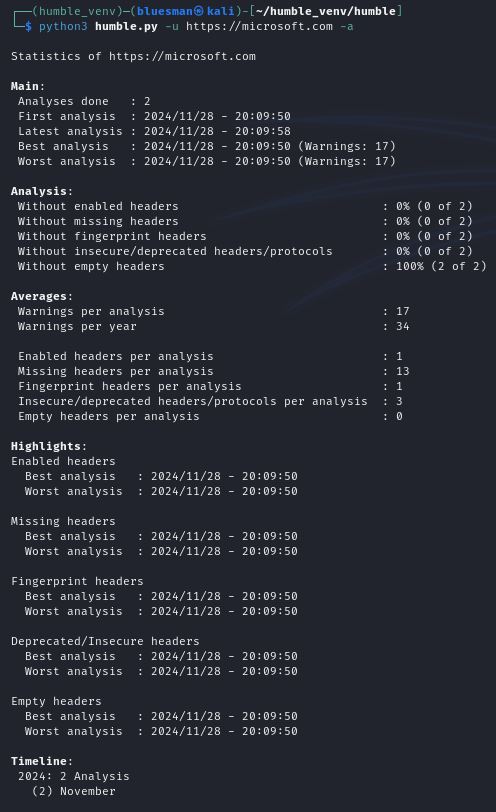 ┌──(humble_venv)─(bluesman㉿kali)-[~/humble_venv/humble]
└─$ python3 humble.py -u https://microsoft.com -a
Statistics of https://microsoft.com
Main:
Analyses done   : 2
First analysis  : 2024/11/28 - 20:09:50
Latest analysis : 2024/11/28 - 20:09:58
Best analysis   : 2024/11/28 - 20:09:50 (Warnings: 17)
Worst analysis  : 2024/11/28 - 20:09:50 (Warnings: 17)
Analysis:
Without enabled headers                             : 0% (0 of 2)
Without missing headers                             : 0% (0 of 2)
Without fingerprint headers                         : 0% (0 of 2)
Without insecure/deprecated headers/protocols       : 0% (0 of 2)
Without empty headers                               : 100% (2 of 2)
Averages:
Warnings per analysis                               : 17
Warnings per year                                   : 34
Enabled headers per analysis                        : 1
Missing headers per analysis                        : 13
Fingerprint headers per analysis                    : 1
Insecure/deprecated headers/protocols per analysis  : 3
Empty headers per analysis                          : 0
Highlights:
Enabled headers
Best analysis   : 2024/11/28 - 20:09:50
Worst analysis  : 2024/11/28 - 20:09:50
Missing headers
Best analysis   : 2024/11/28 - 20:09:50
Worst analysis  : 2024/11/28 - 20:09:50
Fingerprint headers
Best analysis   : 2024/11/28 - 20:09:50
Worst analysis  : 2024/11/28 - 20:09:50
Deprecated/Insecure headers
Best analysis   : 2024/11/28 - 20:09:50
Worst analysis  : 2024/11/28 - 20:09:50
Empty headers
Best analysis   : 2024/11/28 - 20:09:50
Worst analysis  : 2024/11/28 - 20:09:50
Timeline:
2024: 2 Analysis
(2) November